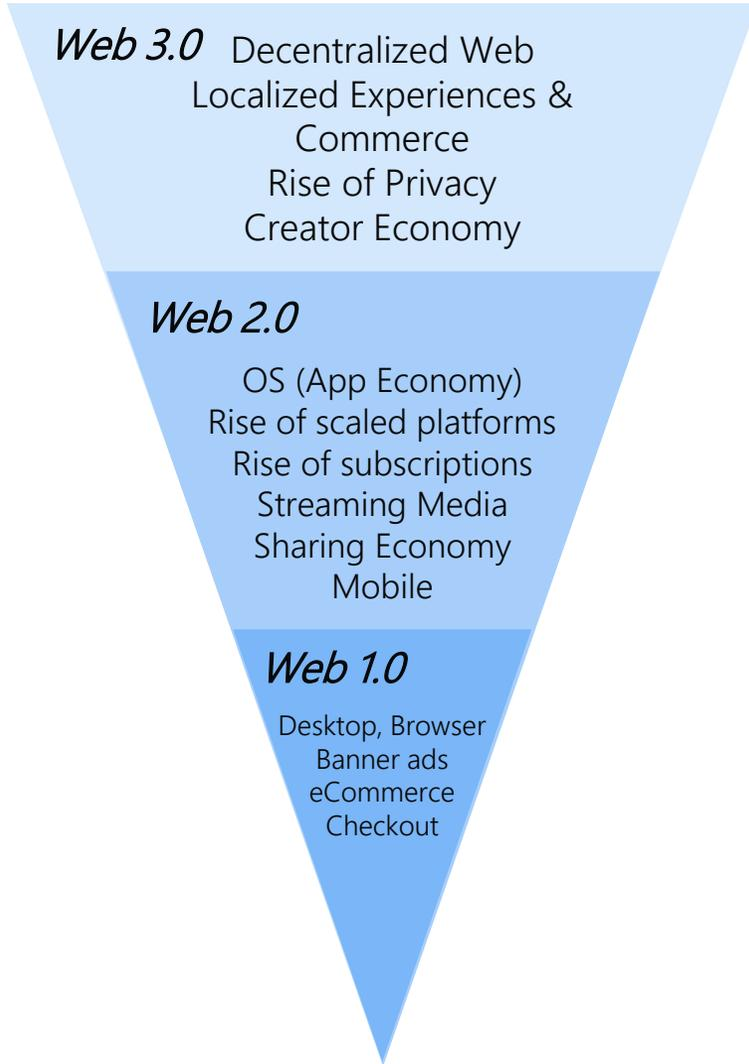 Web 3.0 Decentralized Web
Localized Experiences &
Commerce
Rise of Privacy
Creator Economy
Web 2.0
OS (App Economy)
Rise of scaled platforms
Rise of subscriptions
Streaming Media
Sharing Economy
Mobile
Web 1.0
Desktop, Browser
Banner ads
eCommerce
Checkout